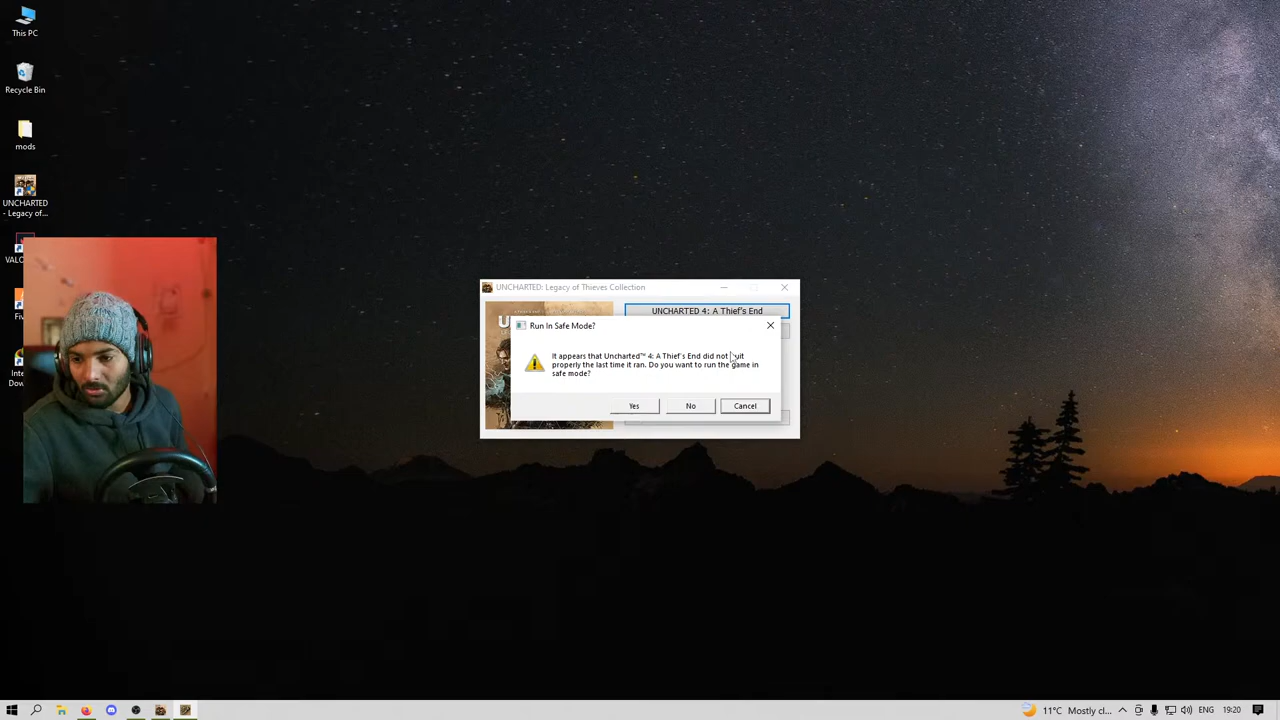 This PC
Recycle Bin
mods
UNCHARTED
- Legacy of...
UNCHARTED: Legacy of Thieves Collection
UNCHARTED 4: A Thief's End
Run In Safe Mode?
It appears that Uncharted™ 4: A Thief's End did not quit
properly the last time it ran. Do you want to run the game in
safe mode?
Yes
No
Cancel
11°C Mostly cl...
ENG
19:20